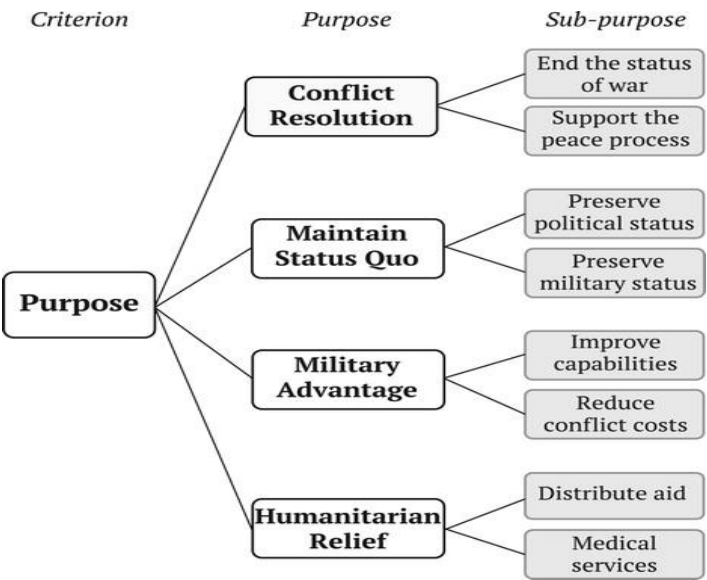 Criterion
Purpose
Sub-purpose
Purpose
Conflict
Resolution
End the status
of war
Support the
peace process
Maintain
Status Quo
Preserve
political status
Preserve
military status
Military
Advantage
Improve
capabilities
Reduce
conflict costs
Humanitarian
Relief
Distribute aid
Medical
services